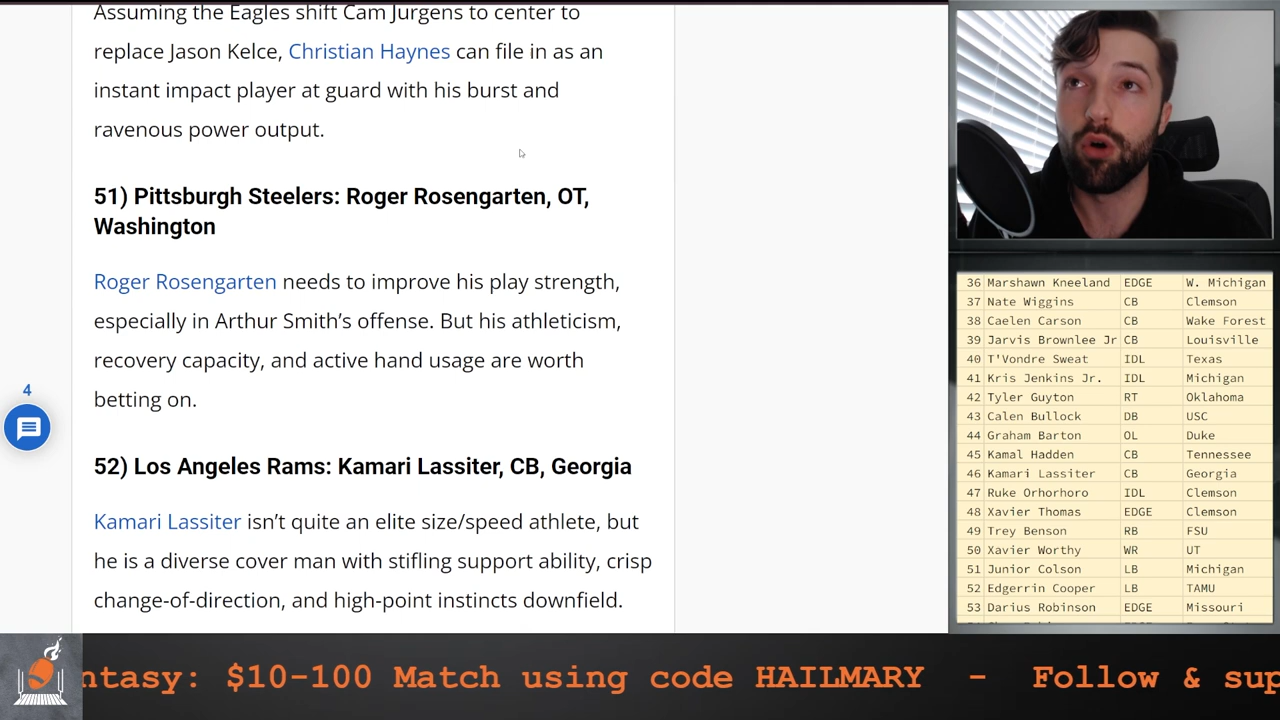 Assuming the Eagles shift Cam Jurgens to center to
replace Jason Kelce, Christian Haynes can file in as an
instant impact player at guard with his burst and
ravenous power output.
51) Pittsburgh Steelers: Roger Rosengarten, OT,
Washington
Roger Rosengarten needs to improve his play strength,
especially in Arthur Smith’s offense. But his athleticism,
recovery capacity, and active hand usage are worth
betting on.
4
52) Los Angeles Rams: Kamari Lassiter, CB, Georgia
Kamari Lassiter isn’t quite an elite size/speed athlete, but
he is a diverse cover man with stifling support ability, crisp
change-of-direction, and high-point instincts downfield.
36 Marshawn Kneeland EDGE W. Michigan
37 Nate Wiggins CB Clemson
38 Caelen Carson CB Wake Forest
39 Jarvis Brownlee Jr CB Louisville
40 T'Vondre Sweat IDL Texas
41 Kris Jenkins Jr. IDL Michigan
42 Tyler Guyton RT Oklahoma
43 Calen Bullock DB USC
44 Graham Barton OL Duke
45 Kamal Hadden CB Tennessee
46 Kamari Lassiter CB Georgia
47 Ruke Orhorhoro IDL Clemson
48 Xavier Thomas EDGE Clemson
49 Trey Benson RB FSU
50 Xavier Worthy WR UT
51 Junior Colson LB Michigan
52 Edgerrin Cooper LB TAMU
53 Darius Robinson EDGE Missouri
ntasy: $10-100 Match using code HAILMARY - Follow & sup